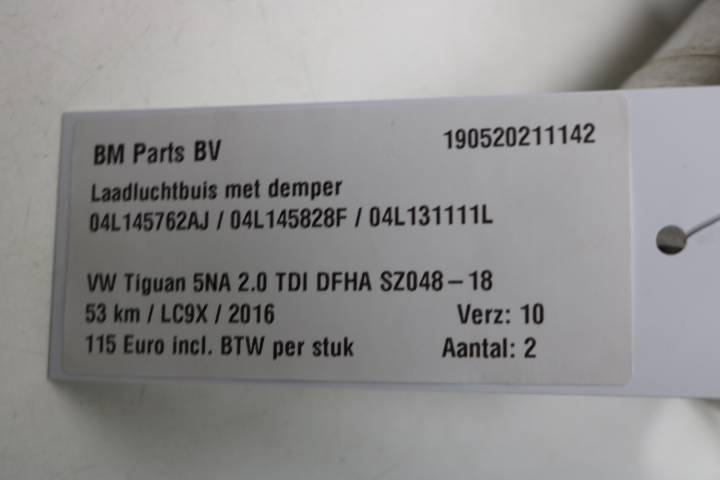 BM Parts BV 190520211142
Laadluchtbuis met demper
04L145762AJ / 04L145828F / 04L131111L
VW Tiguan 5NA 2.0 TDI DFHA SZ048 – 18
53 km / LC9X / 2016 Verz: 10
115 Euro incl. BTW per stuk Aantal: 2